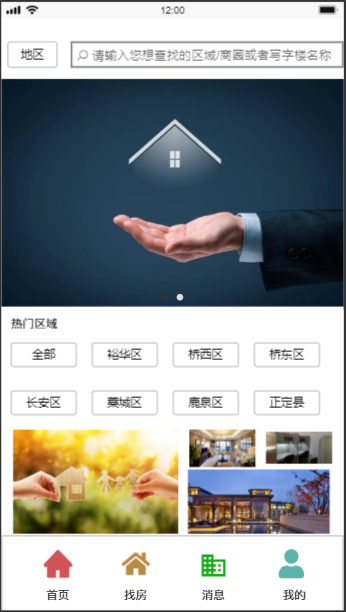 12:00
地区 请输入您想查找的区域/商圆或者写字楼名称
热门区域
全部 裕华区 桥西区 桥东区
长安区 藁城区 鹿泉区 正定县
首页 找房 消息 我的